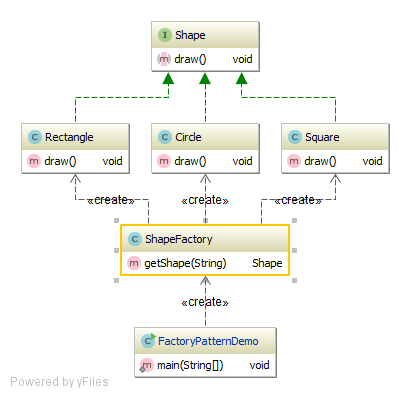 I Shape
m draw() void
C Rectangle
m draw() void
C Circle
m draw() void
C Square
m draw() void
«create» «create» «create»
C ShapeFactory
m getShape(String) Shape
«create»
C FactoryPatternDemo
m main(String[]) void
Powered by yFiles